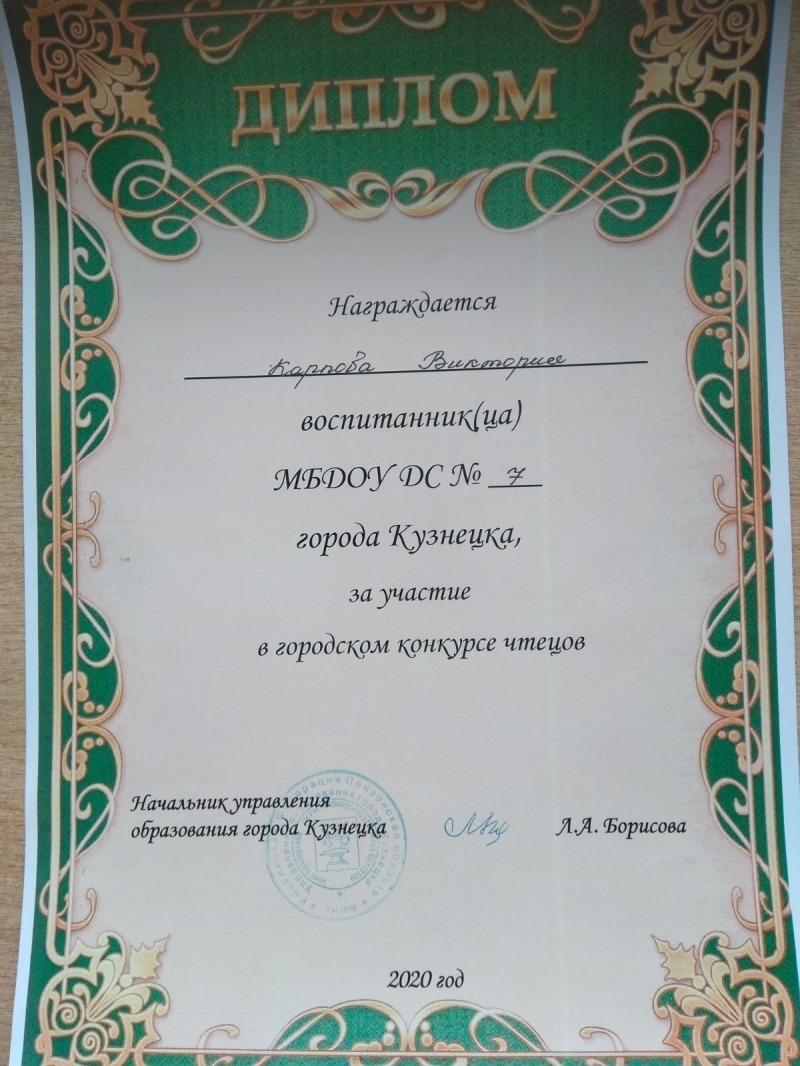 ДИПЛОМ
Награждается
Карпова Виктория
воспитанник(ца)
МБДОУ ДС № 7
города Кузнецка,
за участие
в городском конкурсе чтецов
Начальник управления
образования города Кузнецка
Л.А. Борисова
2020 год